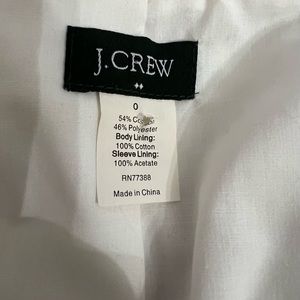 J.CREW
0
54%
46% Polyester
Body Lining:
100% Cotton
Sleeve Lining:
100% Acetate
RN77388
Made in China